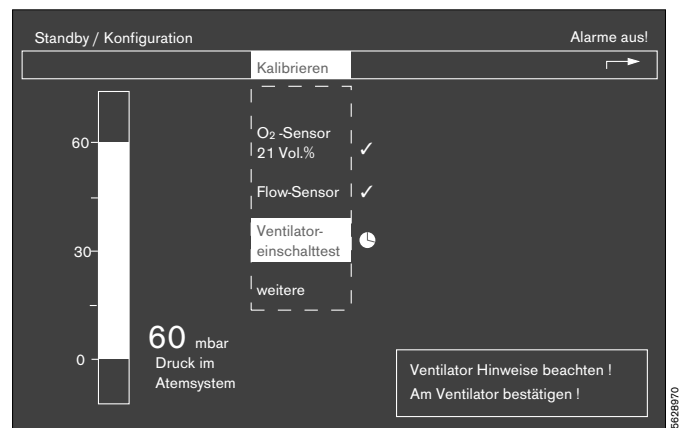 Standby / Konfiguration
Alarme aus!
Kalibrieren
O₂ -Sensor
21 Vol.% ✓
Flow-Sensor ✓
Ventilator-
einschalttest
weitere
60
30
0
60 mbar
Druck im
Atemsystem
Ventilator Hinweise beachten !
Am Ventilator bestätigen !
5628970